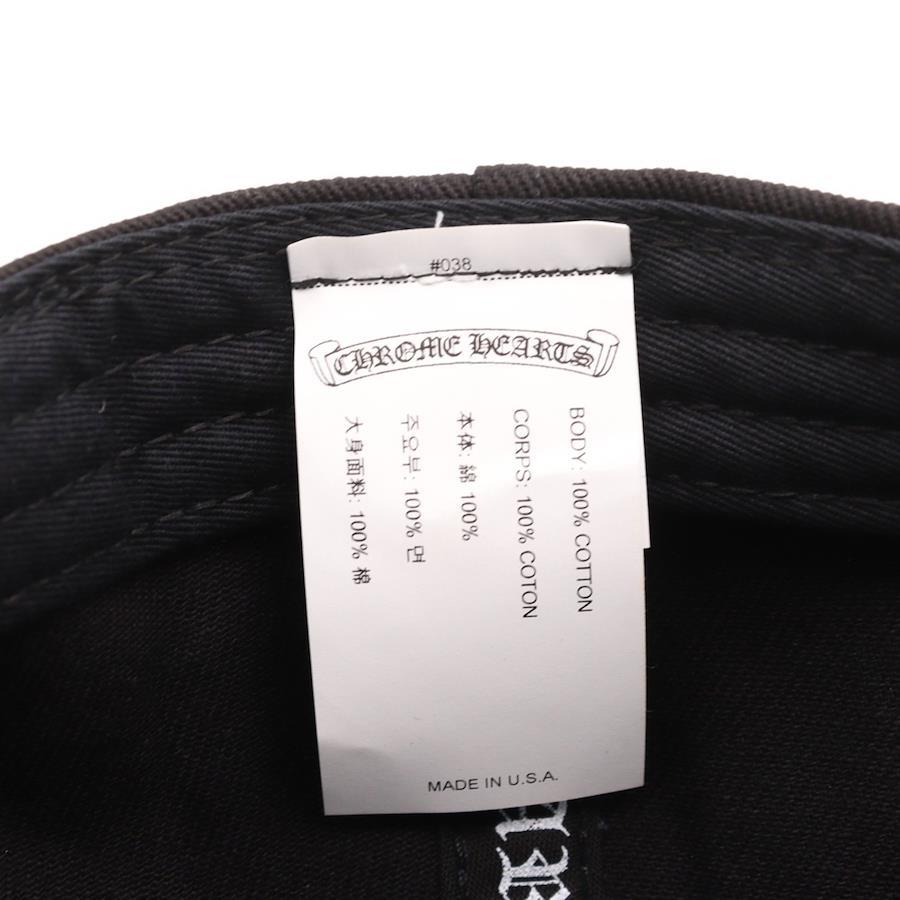 #038
CHROME HEARTS
BODY: 100% COTTON
CORPS: 100% COTON
本体: 綿 100%
주요부: 100% 면
大身面料: 100% 棉
MADE IN U.S.A.